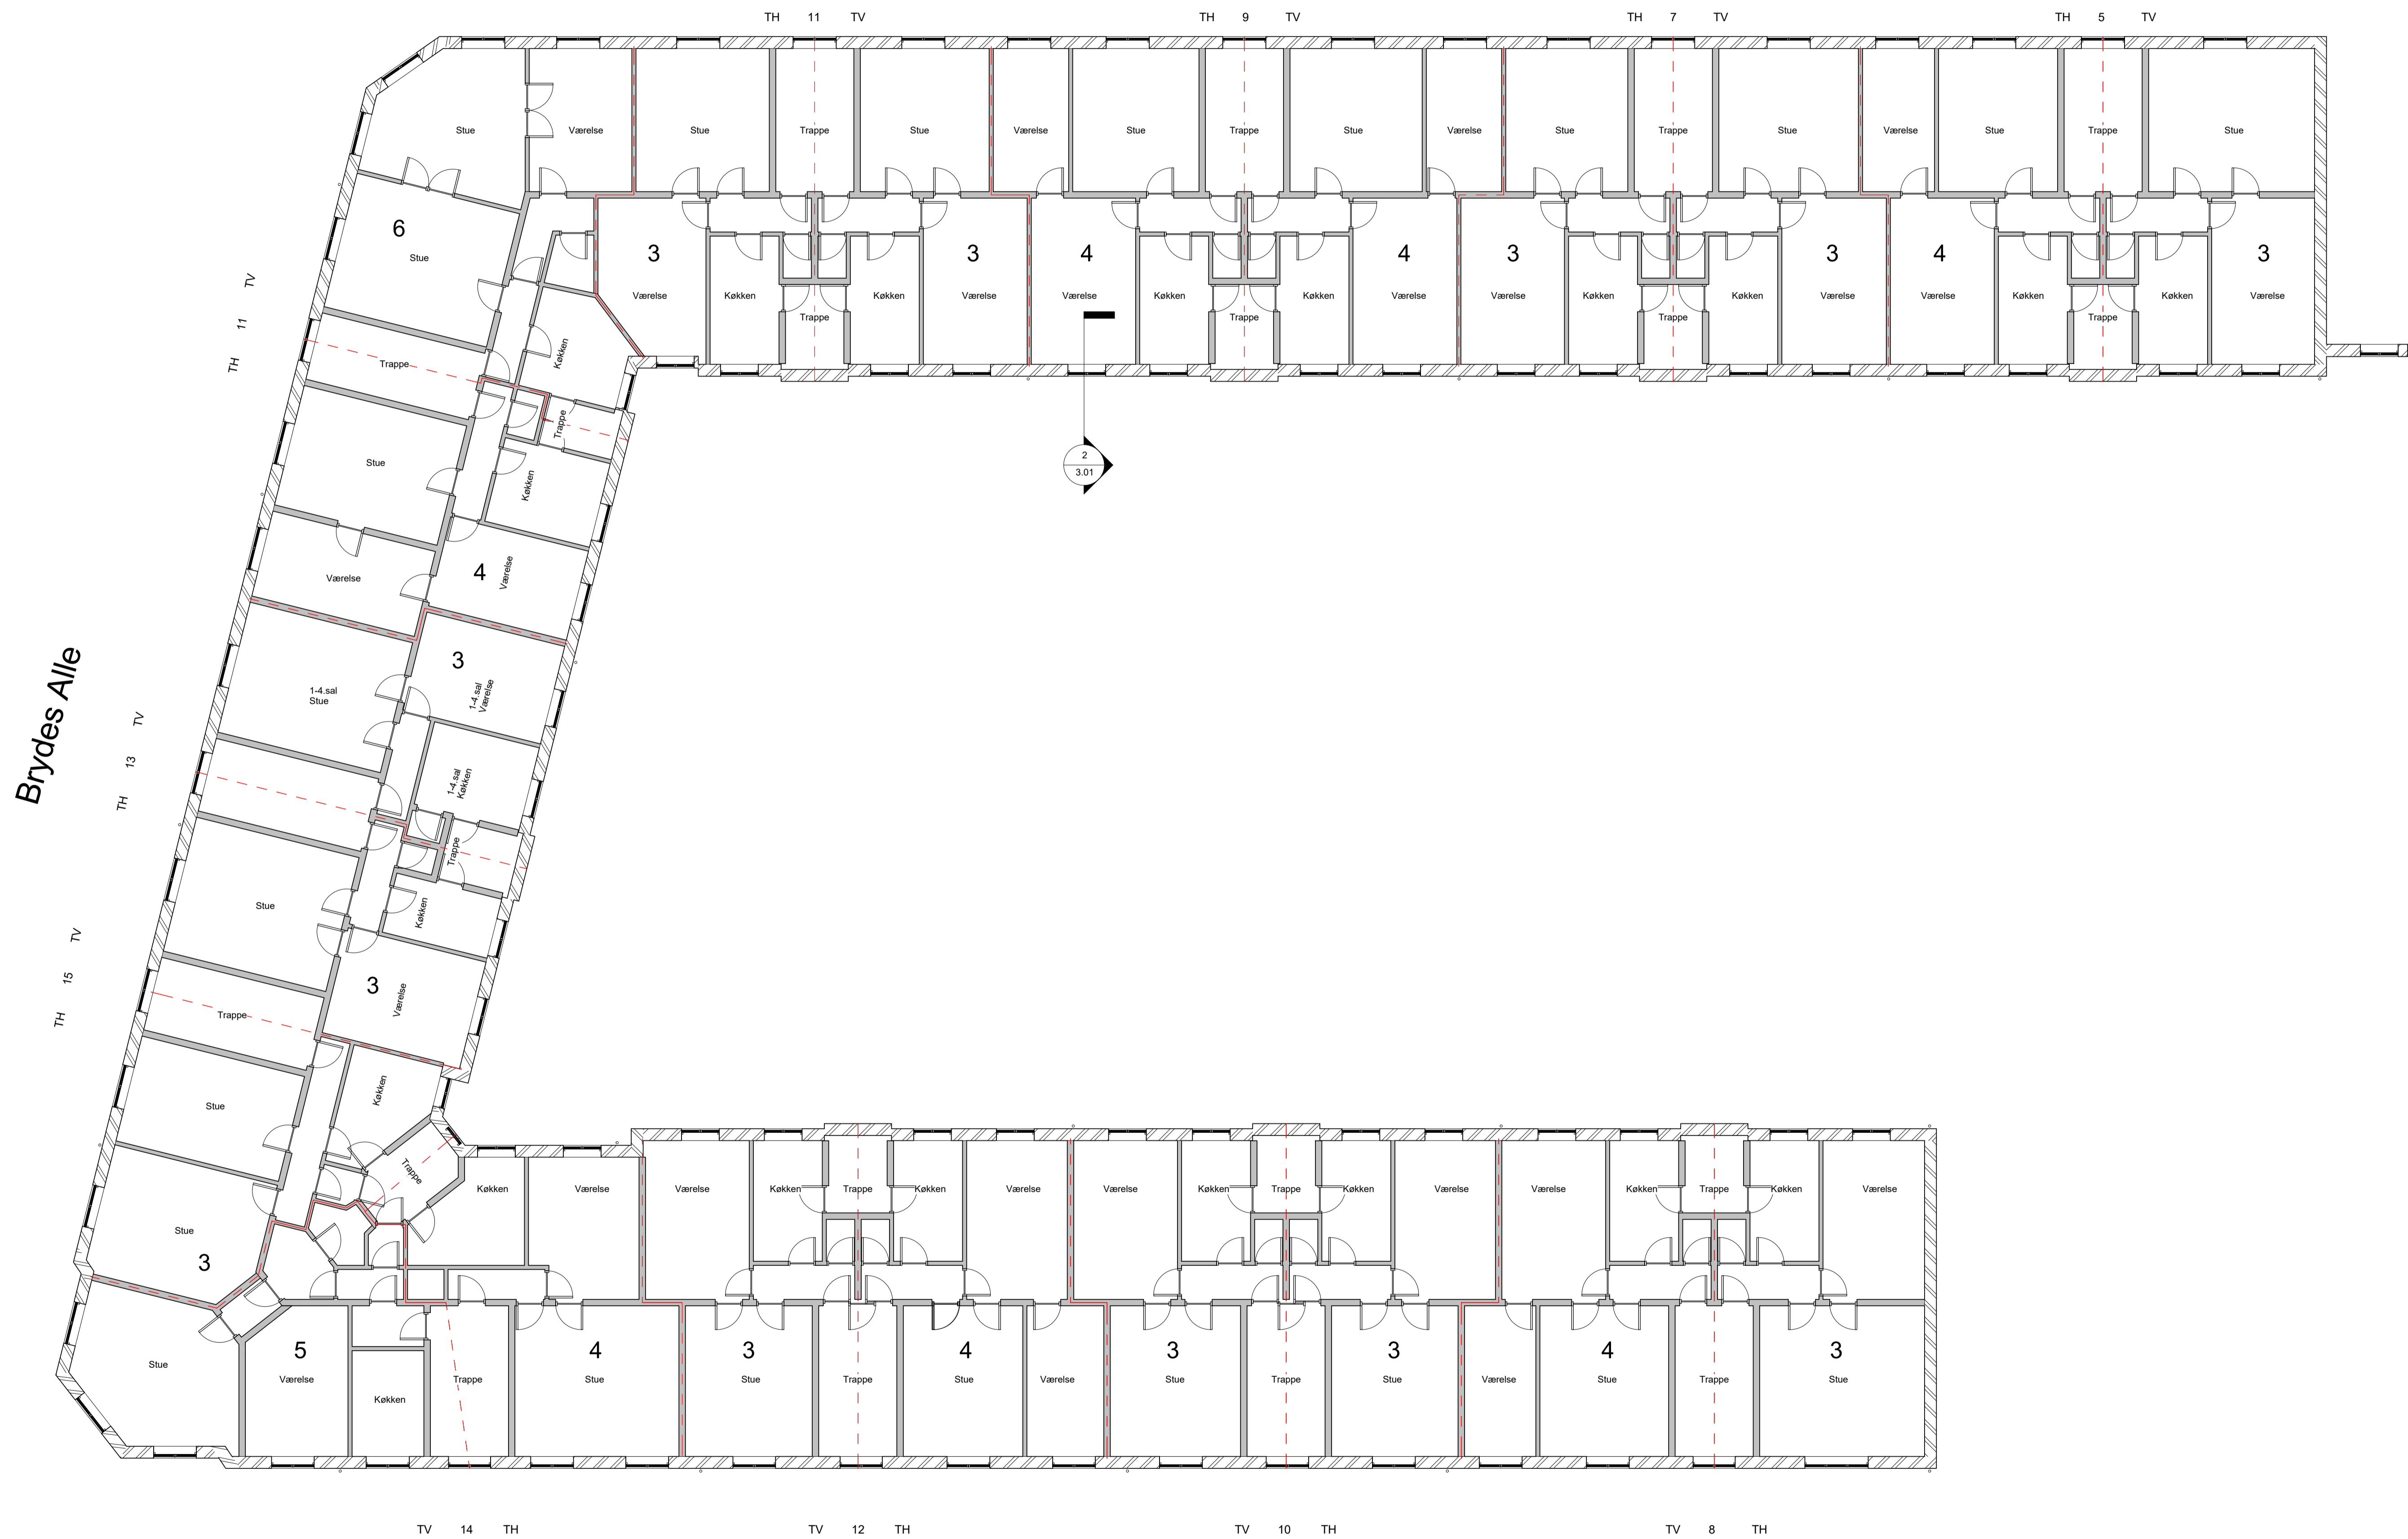 TH 11 TV TH 9 TV TH 7 TV TH 5 TV
Stue Værelse Stue Trappe Stue Værelse Stue Trappe Stue Værelse Stue Trappe Stue Værelse Stue Trappe Stue
6 3 3 4 4 3 3 4 3
Stue
Værelse Køkken Køkken Værelse Værelse Køkken Køkken Værelse Værelse Køkken Køkken Værelse Værelse Køkken Køkken Værelse
Trappe Trappe Trappe Trappe
TH 11 TV
Trappe
Køkken
Trappe
2
3.01
Stue
Køkken
Værelse
4
Værelse
Brydes Alle
3
1-4.sal
Stue
1-4.sal
Værelse
TH 13 TV
1-4.sal
Køkken
Trappe
Stue
Køkken
TH 15 TV
3
Værelse
Trappe
Stue
Køkken
Trappe
Køkken Værelse Værelse Køkken Trappe Køkken Værelse Værelse Køkken Trappe Køkken Værelse Værelse Køkken Trappe Køkken Værelse
Stue
3
5 4 3 4 3 3 4 3
Stue
Værelse Trappe Stue Stue Trappe Stue Værelse Stue Trappe Stue Værelse Stue Trappe Stue
Køkken
TV 14 TH TV 12 TH TV 10 TH TV 8 TH